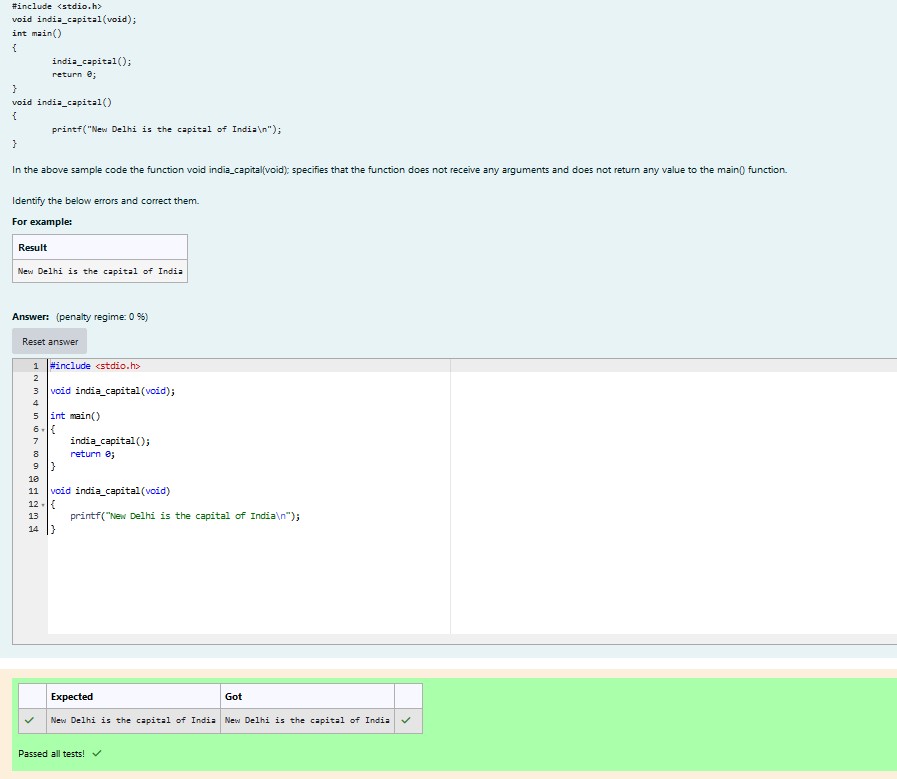 #include <stdio.h>
void india_capital(void);
int main()
{
india_capital();
return 0;
}
void india_capital()
{
printf("New Delhi is the capital of India\n");
}
In the above sample code the function void india_capital(void); specifies that the function does not receive any arguments and does not return any value to the main() function.
Identify the below errors and correct them.
For example:
Result
New Delhi is the capital of India
Answer: (penalty regime: 0 %)
Reset answer
1 #include <stdio.h>
2
3 void india_capital(void);
4
5 int main()
6 {
7 india_capital();
8 return 0;
9 }
10
11 void india_capital(void)
12 {
13 printf("New Delhi is the capital of India\n");
14 }
Expected Got
New Delhi is the capital of India New Delhi is the capital of India
Passed all tests!